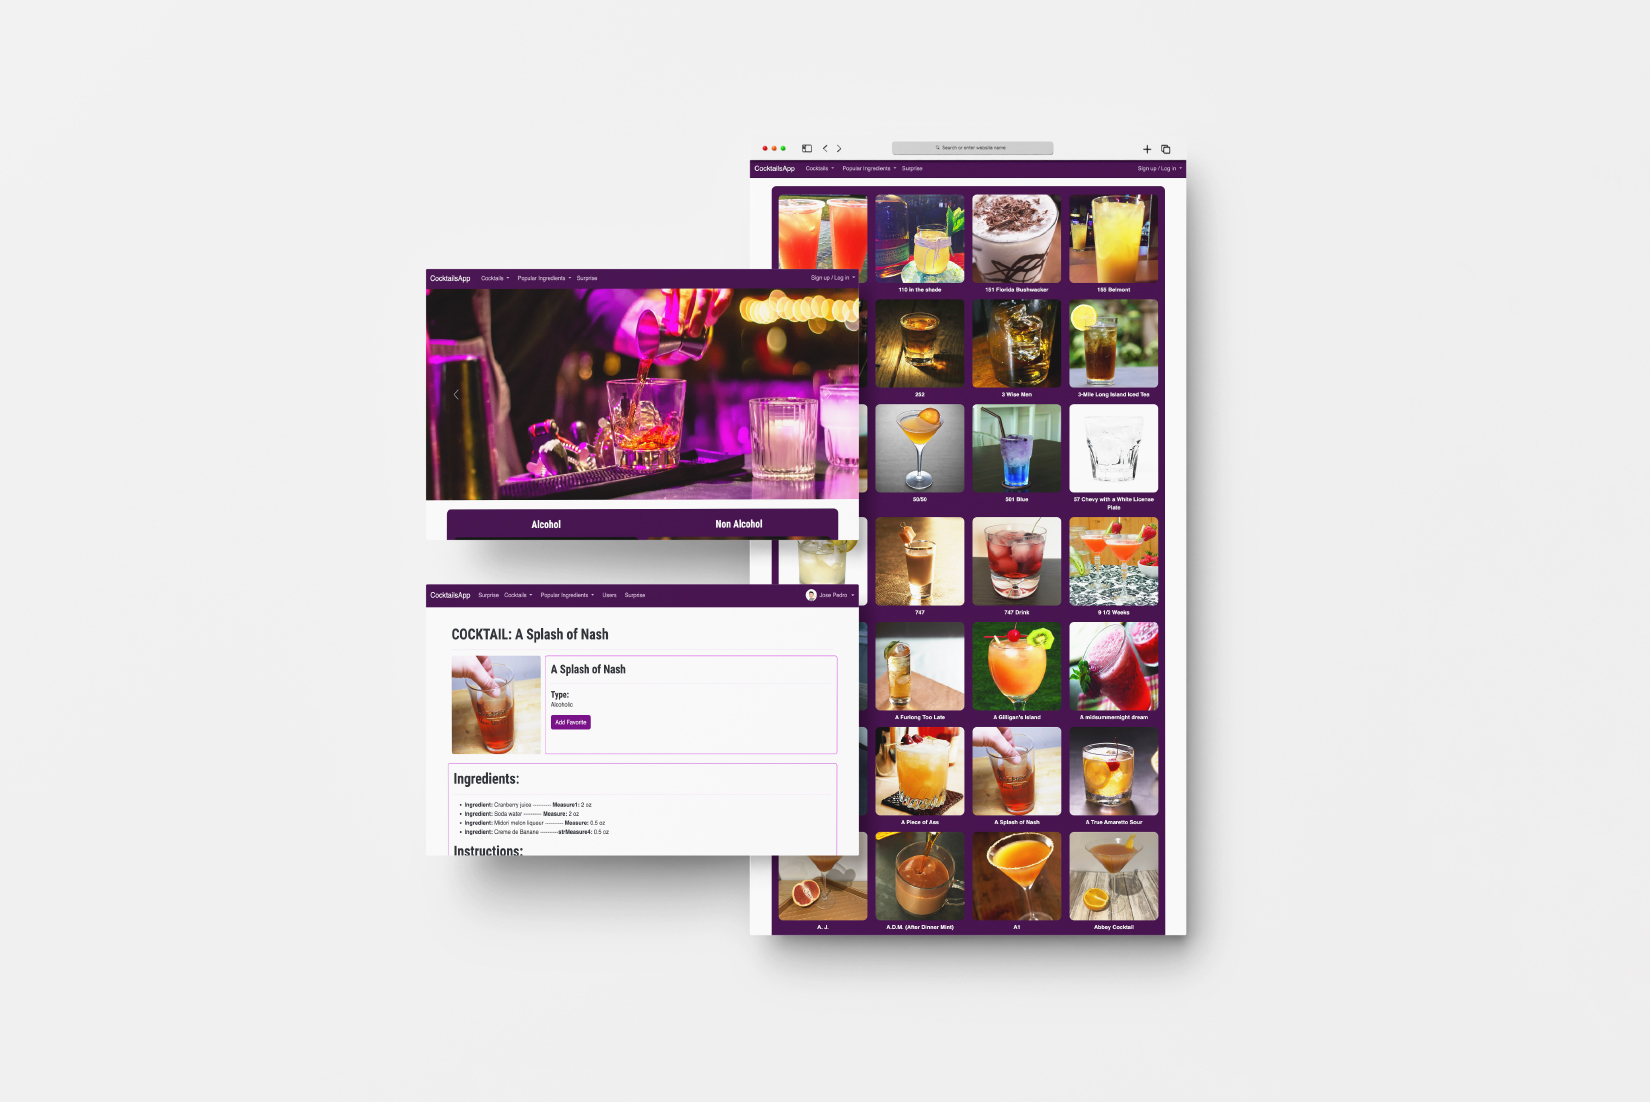 Search or enter website name
CocktailsApp Cocktails Popular Ingredients Surprise Sign up / Log in
110 in the shade 151 Florida Bushwacker 155 Belmont
252 3 Wise Men 3-Mile Long Island Iced Tea
50/50 501 Blue 57 Chevy with a White License
Plate
747 747 Drink 9 1/2 Weeks
A Furlong Too Late A Gilligan's Island A midsummernight dream
A Piece of Ass A Splash of Nash A True Amaretto Sour
A. J. A.D.M. (After Dinner Mint) A1 Abbey Cocktail
CocktailsApp Cocktails Popular Ingredients Surprise Sign up / Log in
Alcohol Non Alcohol
CocktailsApp Surprise Cocktails Popular Ingredients Users Surprise Jose Pedro
COCKTAIL: A Splash of Nash
A Splash of Nash
Type:
Alcoholic
Add Favorite
Ingredients:
• Ingredient: Cranberry juice ---------- Measure1: 2 oz
• Ingredient: Soda water ---------- Measure: 2 oz
• Ingredient: Midori melon liqueur ---------- Measure: 0.5 oz
• Ingredient: Creme de Banane ----------strMeasure4: 0.5 oz
Instructions: